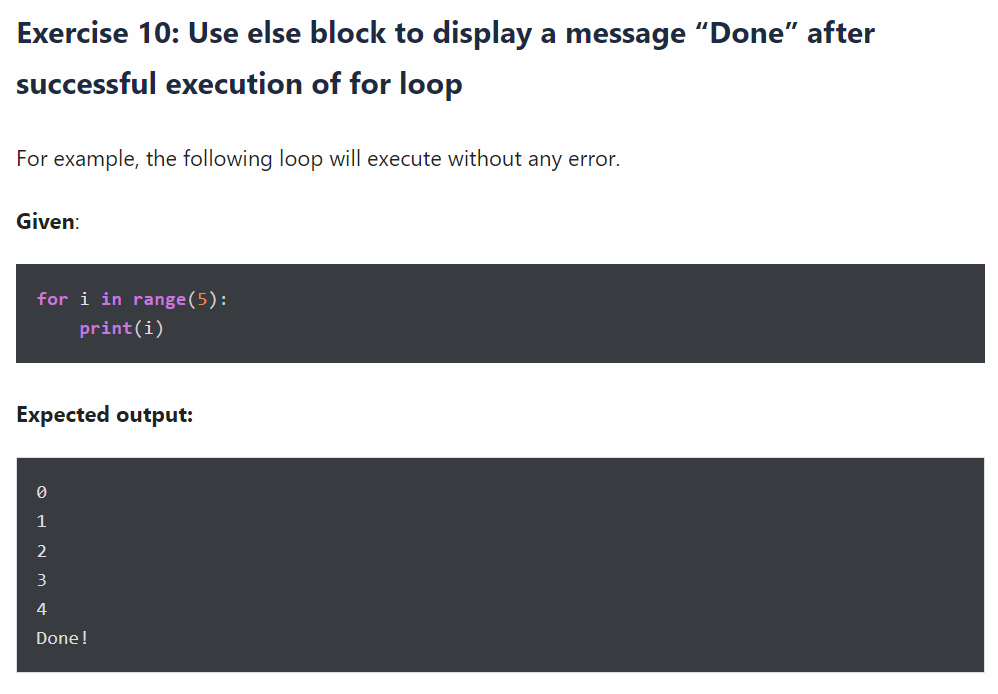 Exercise 10: Use else block to display a message “Done” after
successful execution of for loop
For example, the following loop will execute without any error.
Given:
for i in range(5):
    print(i)
Expected output:
0
1
2
3
4
Done!